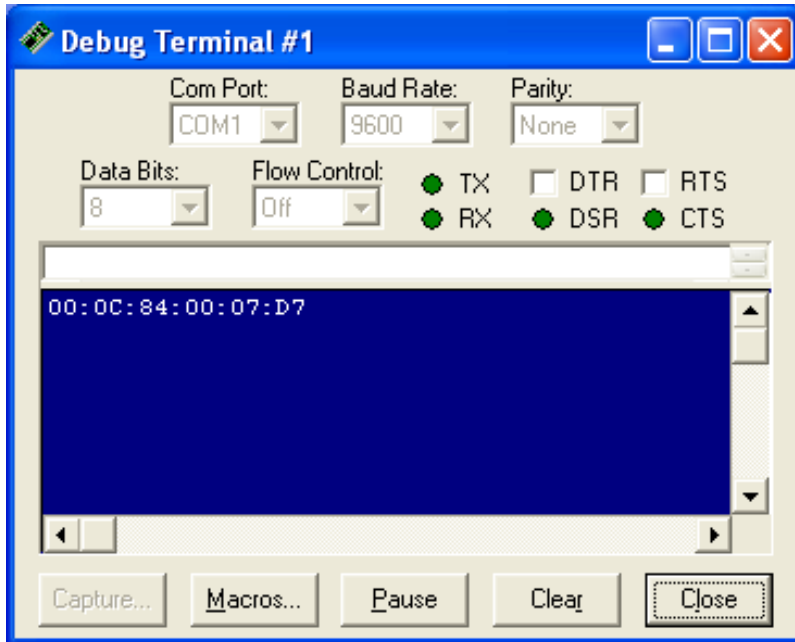 Debug Terminal #1
Com Port: Baud Rate: Parity:
COM1 9600 None
Data Bits: Flow Control: TX DTR RTS
8 Off RX DSR CTS
00:0C:84:00:07:D7
Capture... Macros... Pause Clear Close